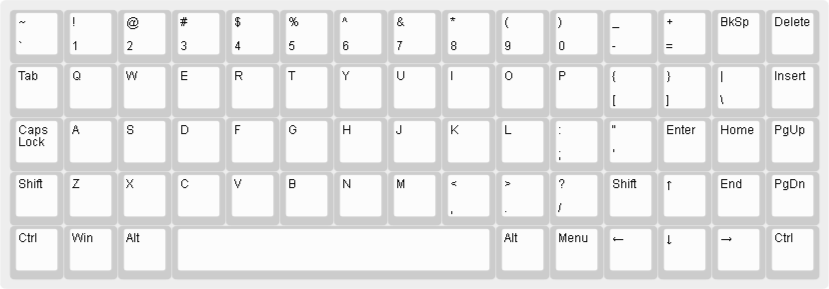 ~ ! @ # $ % ^ & * ( ) _ + BkSp Delete
` 1 2 3 4 5 6 7 8 9 0 - =
Tab Q W E R T Y U I O P { } | Insert
[ ] \
Caps A S D F G H J K L : " Enter Home PgUp
Lock ; '
Shift Z X C V B N M < > ? Shift ↑ End PgDn
, . /
Ctrl Win Alt Alt Menu ← ↓ → Ctrl